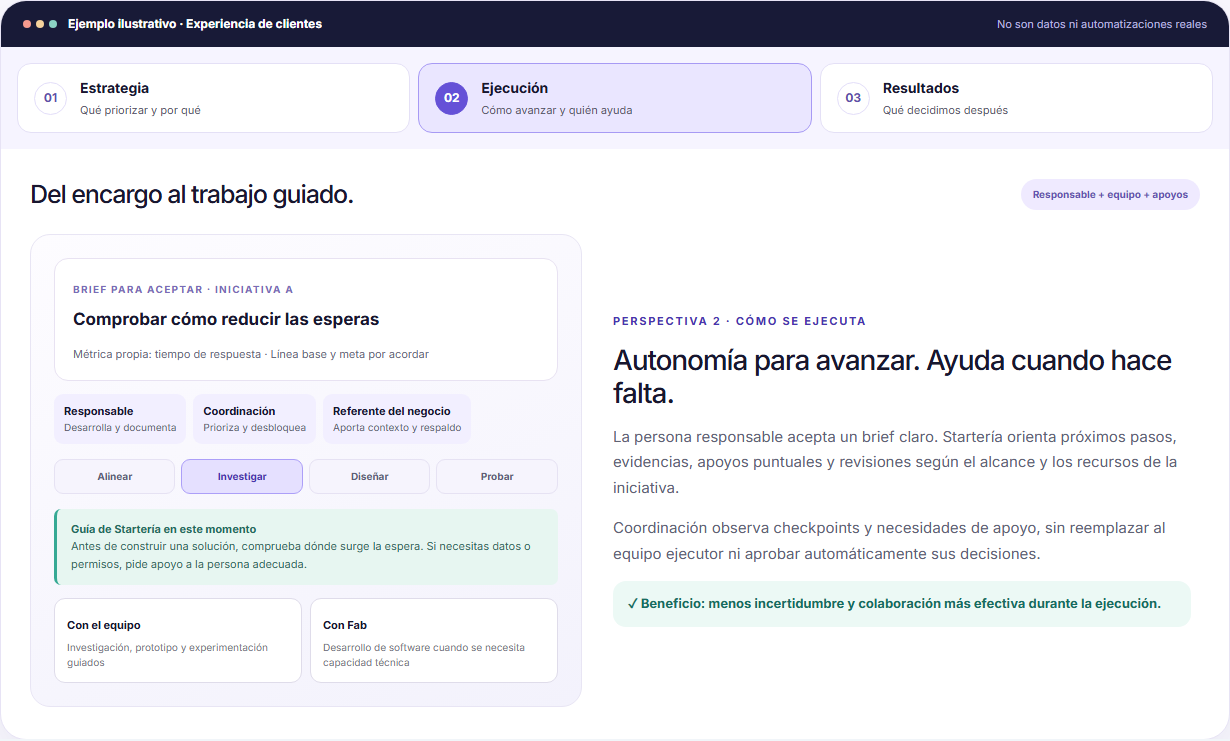 Ejemplo ilustrativo · Experiencia de clientes
No son datos ni automatizaciones reales
01
Estrategia
Qué priorizar y por qué
02
Ejecución
Cómo avanzar y quién ayuda
03
Resultados
Qué decidimos después
Del encargo al trabajo guiado.
Responsable + equipo + apoyos
BRIEF PARA ACEPTAR · INICIATIVA A
Comprobar cómo reducir las esperas
Métrica propia: tiempo de respuesta · Línea base y meta por acordar
Responsable
Desarrolla y documenta
Coordinación
Prioriza y desbloquea
Referente del negocio
Aporta contexto y respaldo
Alinear
Investigar
Diseñar
Probar
Guía de Startería en este momento
Antes de construir una solución, comprueba dónde surge la espera. Si necesitas datos o
permisos, pide apoyo a la persona adecuada.
Con el equipo
Investigación, prototipo y experimentación
guiados
Con Fab
Desarrollo de software cuando se necesita
capacidad técnica
PERSPECTIVA 2 · CÓMO SE EJECUTA
Autonomía para avanzar. Ayuda cuando hace
falta.
La persona responsable acepta un brief claro. Startería orienta próximos pasos,
evidencias, apoyos puntuales y revisiones según el alcance y los recursos de la
iniciativa.
Coordinación observa checkpoints y necesidades de apoyo, sin reemplazar al
equipo ejecutor ni aprobar automáticamente sus decisiones.
✓ Beneficio: menos incertidumbre y colaboración más efectiva durante la ejecución.